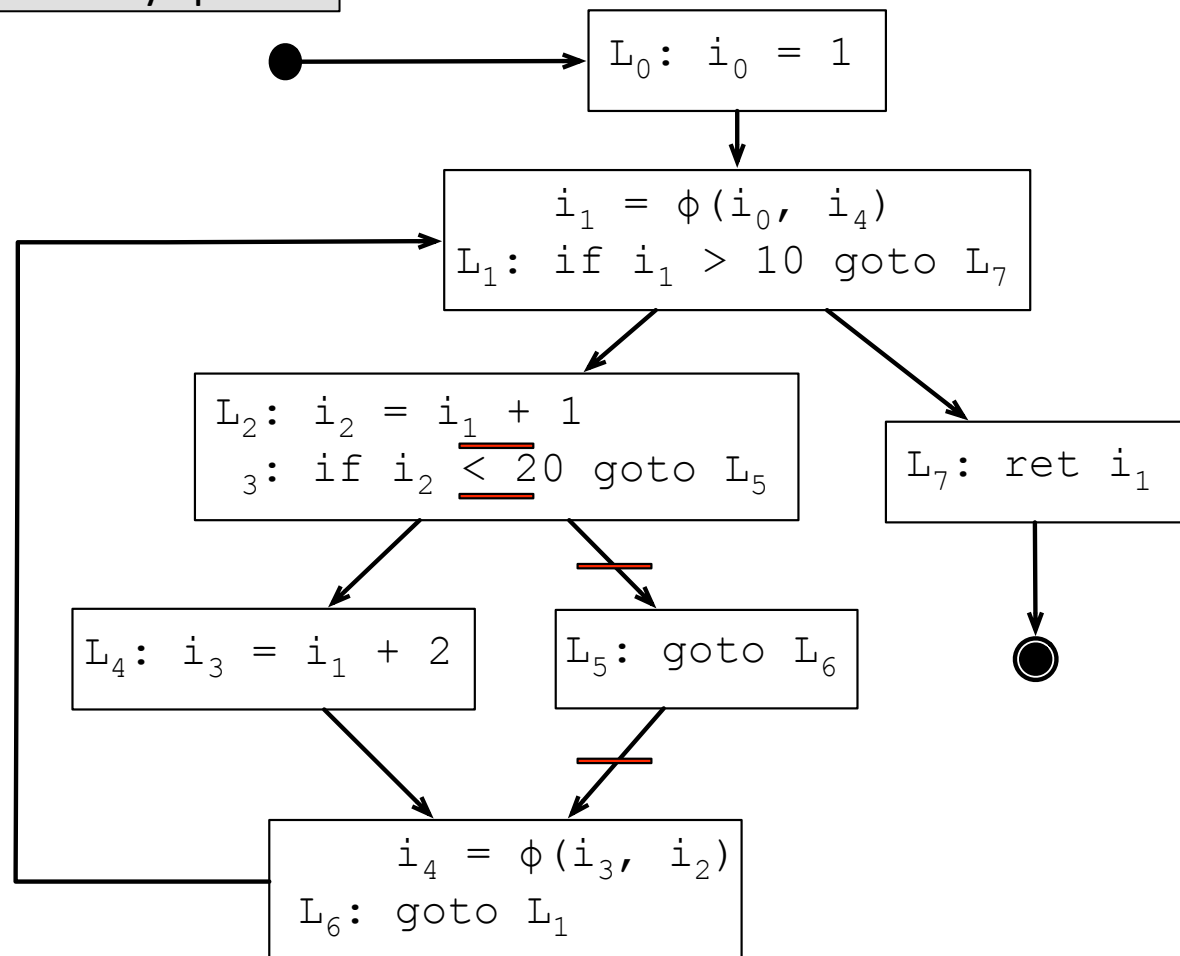 L₀: i₀ = 1
i₁ = ϕ(i₀, i₄)
L₁: if i₁ > 10 goto L₇
L₂: i₂ = i₁ + 1
₃: if i₂ < 20 goto L₅
L₇: ret i₁
L₄: i₃ = i₁ + 2
L₅: goto L₆
i₄ = ϕ(i₃, i₂)
L₆: goto L₁